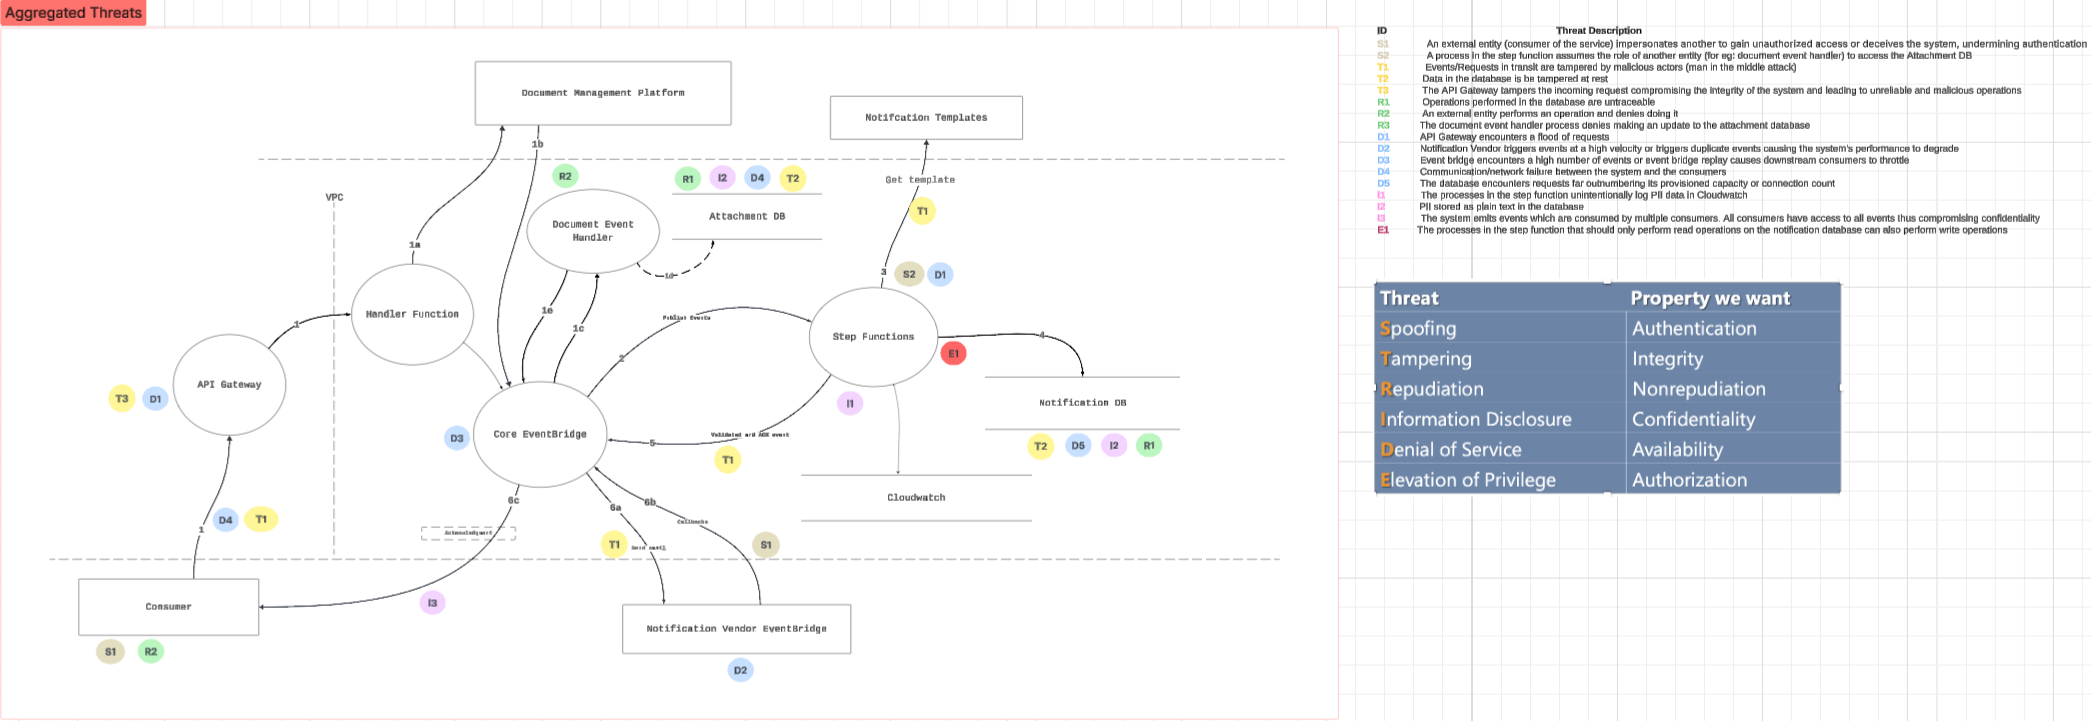 Aggregated Threats
Document Management Platform
Notifcation Templates
1b
Get template
VPC
R2
R1
I2
D4
T2
Attachment DB
T1
Document Event
Handler
1a
1d
3
S2
D1
1e
1c
Handler Function
1
Publish Events
Step Functions
4
2
E1
API Gateway
T3
D1
I1
Notification DB
Core EventBridge
D3
5
Validated and ACK event
T1
T2
D5
I2
R1
Cloudwatch
6c
6a
6b
Callbacks
D4
T1
1
Acknowledgment
T1
Send email
S1
Consumer
I3
Notification Vendor EventBridge
S1
R2
D2
ID Threat Description
S1 An external entity (consumer of the service) impersonates another to gain unauthorized access or deceives the system, undermining authentication
S2 A process in the step function assumes the role of another entity (for eg: document event handler) to access the Attachment DB
T1 Events/Requests in transit are tampered by malicious actors (man in the middle attack)
T2 Data in the database is be tampered at rest
T3 The API Gateway tampers the incoming request compromising the integrity of the system and leading to unreliable and malicious operations
R1 Operations performed in the database are untraceable
R2 An external entity performs an operation and denies doing it
R3 The document event handler process denies making an update to the attachment database
D1 API Gateway encounters a flood of requests
D2 Notification Vendor triggers events at a high velocity or triggers duplicate events causing the system's performance to degrade
D3 Event bridge encounters a high number of events or event bridge replay causes downstream consumers to throttle
D4 Communication/network failure between the system and the consumers
D5 The database encounters requests far outnumbering its provisioned capacity or connection count
I1 The processes in the step function unintentionally log PII data in Cloudwatch
I2 PII stored as plain text in the database
I3 The system emits events which are consumed by multiple consumers. All consumers have access to all events thus compromising confidentiality
E1 The processes in the step function that should only perform read operations on the notification database can also perform write operations
Threat Property we want
Spoofing Authentication
Tampering Integrity
Repudiation Nonrepudiation
Information Disclosure Confidentiality
Denial of Service Availability
Elevation of Privilege Authorization